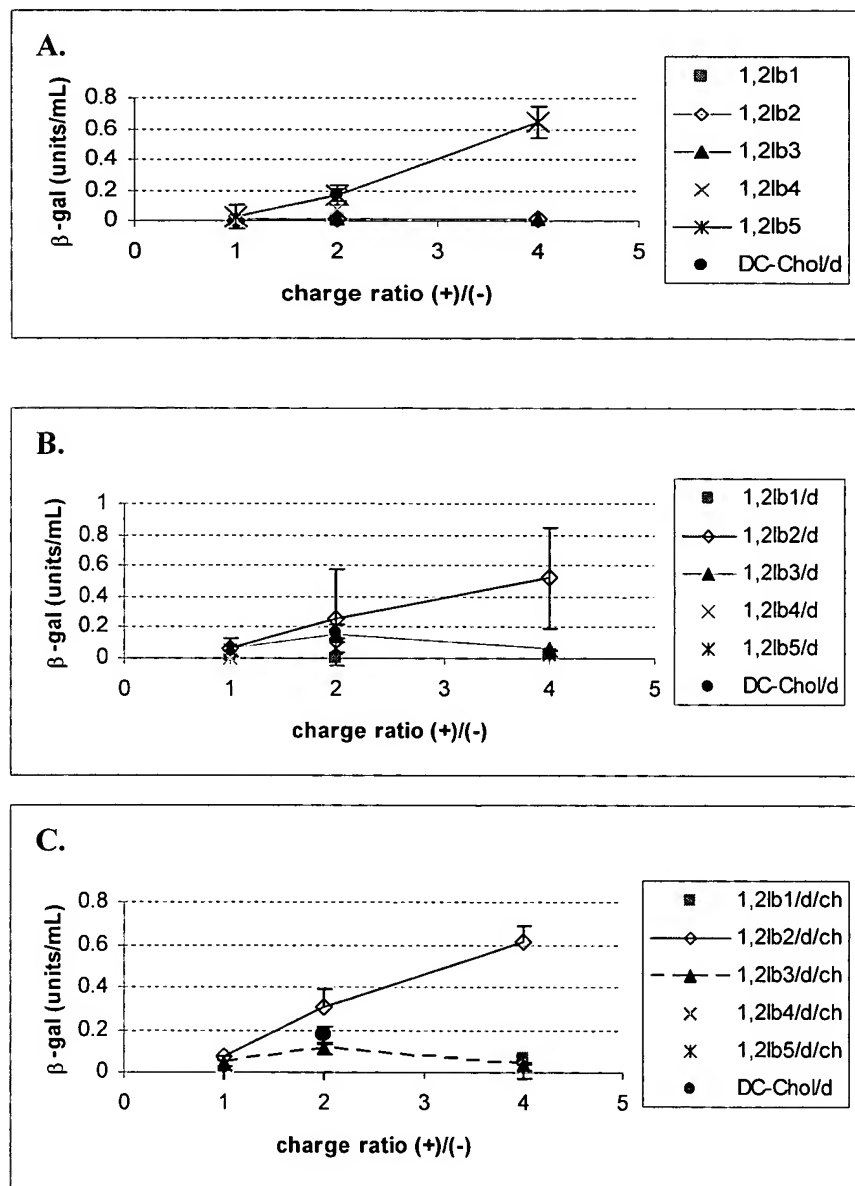 A.
β-gal (units/mL)
0.8
0.6
0.4
0.2
0
0 1 2 3 4 5
charge ratio (+)/(-)
1,2lb1
1,2lb2
1,2lb3
1,2lb4
1,2lb5
DC-Chol/d
B.
β-gal (units/mL)
1
0.8
0.6
0.4
0.2
0
0 1 2 3 4 5
charge ratio (+)/(-)
1,2lb1/d
1,2lb2/d
1,2lb3/d
1,2lb4/d
1,2lb5/d
DC-Chol/d
C.
β-gal (units/mL)
0.8
0.6
0.4
0.2
0
0 1 2 3 4 5
charge ratio (+)/(-)
1,2lb1/d/ch
1,2lb2/d/ch
1,2lb3/d/ch
1,2lb4/d/ch
1,2lb5/d/ch
DC-Chol/d